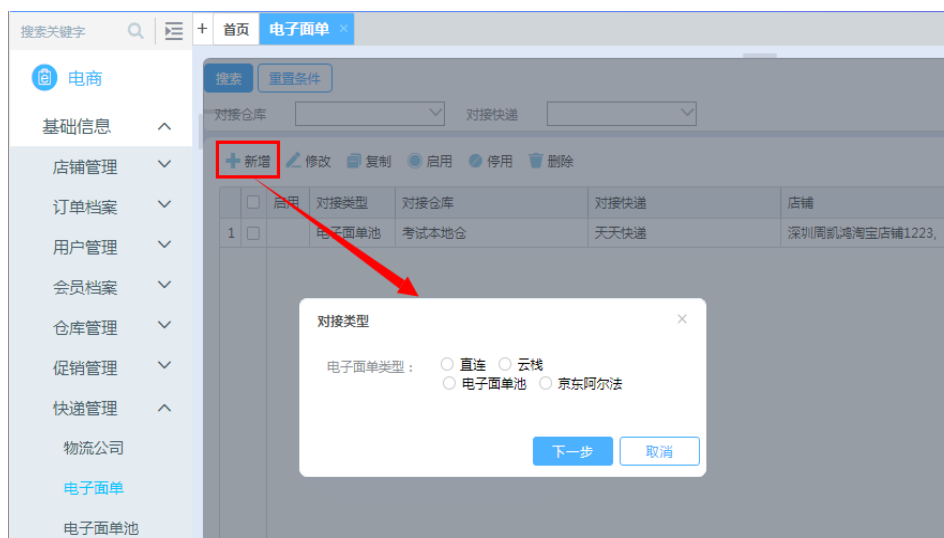 搜索关键字
+ 首页 电子面单 ×
电商
基础信息
店铺管理
订单档案
用户管理
会员档案
仓库管理
促销管理
快递管理
物流公司
电子面单
电子面单池
搜索 重置条件
对接仓库 对接快递
新增 修改 复制 启用 停用 删除
启用 对接类型 对接仓库 对接快递 店铺
1 电子面单池 考试本地仓 天天快递 深圳周凯鸿淘宝店铺1223,
对接类型 ×
电子面单类型： 直连 云栈
电子面单池 京东阿尔法
下一步 取消